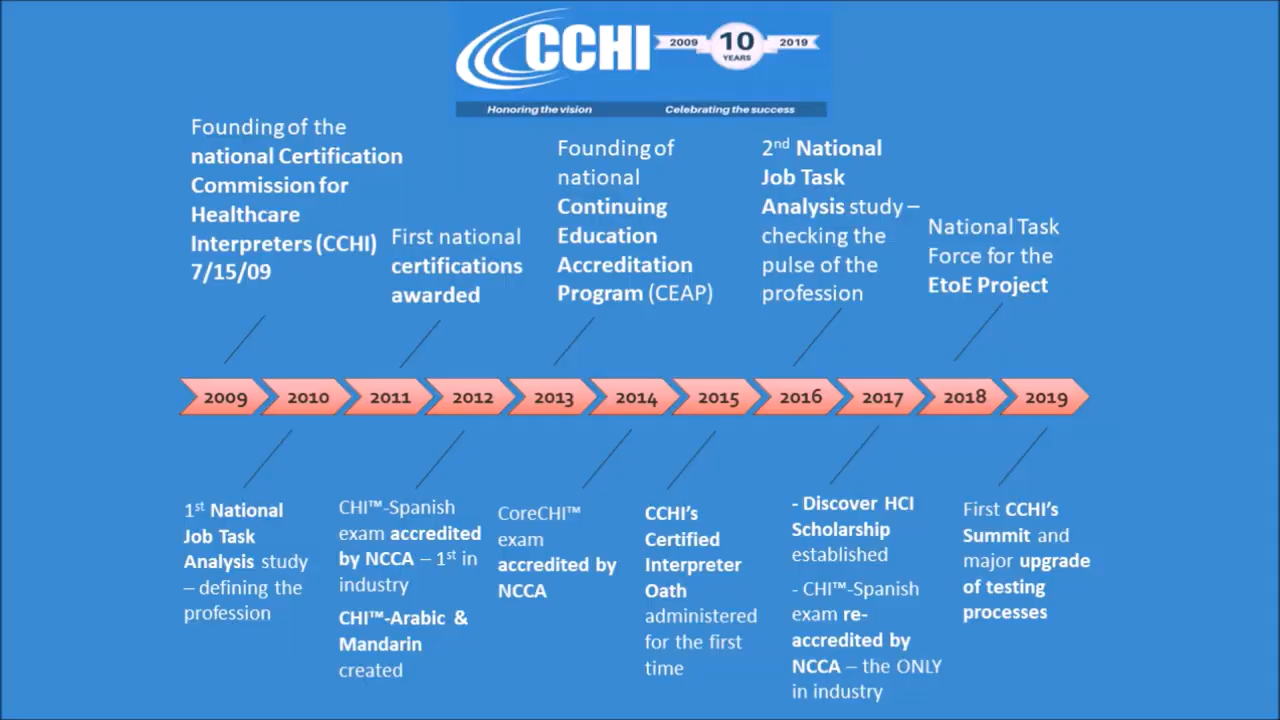 CCHI
2009 10 YEARS 2019
Honoring the vision Celebrating the success
Founding of the
national Certification
Commission for
Healthcare
Interpreters (CCHI)
7/15/09
First national
certifications
awarded
Founding of
national
Continuing
Education
Accreditation
Program (CEAP)
2nd National
Job Task
Analysis study –
checking the
pulse of the
profession
National Task
Force for the
EtoE Project
2009 2010 2011 2012 2013 2014 2015 2016 2017 2018 2019
1st National
Job Task
Analysis study
– defining the
profession
CHI™-Spanish
exam accredited
by NCCA – 1st in
industry
CHI™-Arabic &
Mandarin
created
CoreCHI™
exam
accredited by
NCCA
CCHI’s
Certified
Interpreter
Oath
administered
for the first
time
- Discover HCI
Scholarship
established
- CHI™-Spanish
exam re-
accredited by
NCCA – the ONLY
in industry
First CCHI’s
Summit and
major upgrade
of testing
processes